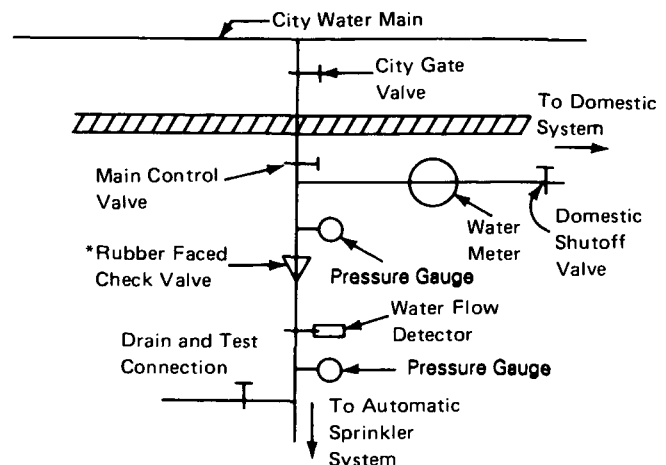 City Water Main
City Gate
Valve
To Domestic
System
Main Control
Valve
Water
Meter
Domestic
Shutoff
Valve
*Rubber Faced
Check Valve
Pressure Gauge
Water Flow
Detector
Drain and Test
Connection
Pressure Gauge
To Automatic
Sprinkler
System